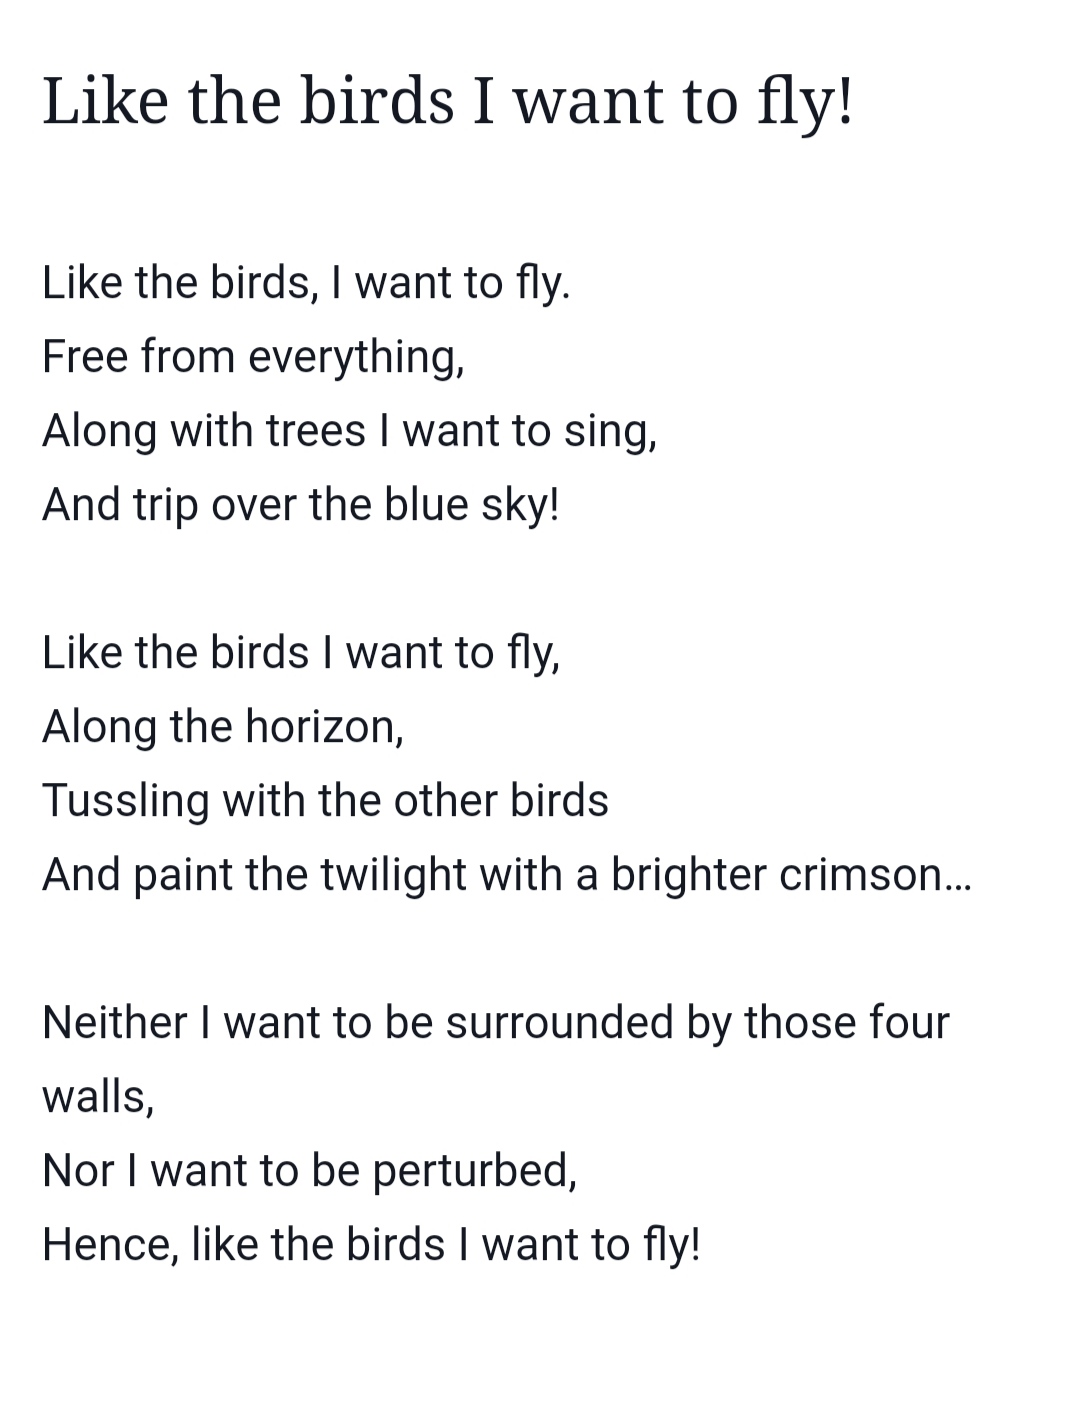 Like the birds I want to fly!
Like the birds, I want to fly.
Free from everything,
Along with trees I want to sing,
And trip over the blue sky!
Like the birds I want to fly,
Along the horizon,
Tussling with the other birds
And paint the twilight with a brighter crimson...
Neither I want to be surrounded by those four
walls,
Nor I want to be perturbed,
Hence, like the birds I want to fly!